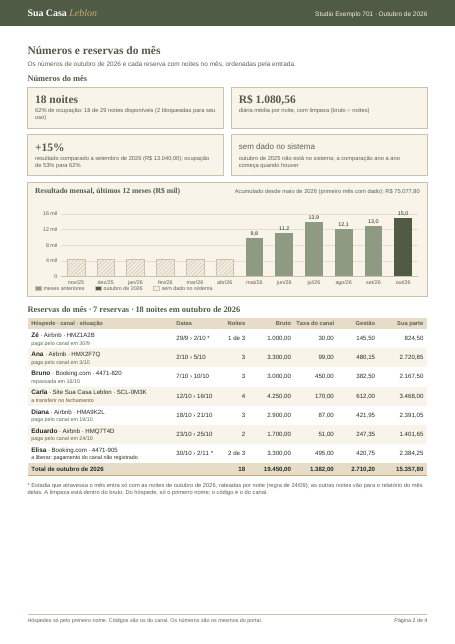 Sua Casa Leblon
Studio Exemplo 701 · Outubro de 2026
Números e reservas do mês
Os números de outubro de 2026 e cada reserva com noites no mês, ordenadas pela entrada.
Números do mês
18 noites
62% de ocupação: 18 de 29 noites disponíveis (2 bloqueadas para seu
uso)
R$ 1.080,56
diária média por noite, com limpeza (bruto ÷ noites)
+15%
resultado comparado a setembro de 2026 (R$ 13.040,00); ocupação
de 53% para 62%
sem dado no sistema
outubro de 2025 não está no sistema; a comparação ano a ano
começa quando houver
Resultado mensal, últimos 12 meses (R$ mil)
Acumulado desde maio de 2026 (primeiro mês com dado): R$ 75.077,80
16 mil
12 mil
8 mil
4 mil
0
9,8
11,2
13,9
12,1
13,0
15,0
nov/25 dez/25 jan/26 fev/26 mar/26 abr/26 mai/26 jun/26 jul/26 ago/26 set/26 out/26
meses anteriores outubro de 2026 sem dado no sistema
Reservas do mês · 7 reservas · 18 noites em outubro de 2026
Hóspede · canal · situação Datas Noites Bruto Taxa do canal Gestão Sua parte
Zé · Airbnb · HMZ1A2B 29/9 › 2/10 * 1 de 3 1.000,00 30,00 145,50 824,50
paga pelo canal em 30/9
Ana · Airbnb · HMX2F7Q 2/10 › 5/10 3 3.300,00 99,00 480,15 2.720,85
paga pelo canal em 3/10
Bruno · Booking.com · 4471-820 7/10 › 10/10 3 3.000,00 450,00 382,50 2.167,50
repassada em 16/10
Carla · Site Sua Casa Leblon · SCL-0M3K 12/10 › 16/10 4 4.250,00 170,00 612,00 3.468,00
a transferir no fechamento
Diana · Airbnb · HMA9K2L 18/10 › 21/10 3 2.900,00 87,00 421,95 2.391,05
paga pelo canal em 19/10
Eduardo · Airbnb · HMQ7T4D 23/10 › 25/10 2 1.700,00 51,00 247,35 1.401,65
paga pelo canal em 24/10
Elisa · Booking.com · 4471-905 30/10 › 2/11 * 2 de 3 3.300,00 495,00 420,75 2.384,25
a liberar: pagamento do canal não registrado
Total de outubro de 2026 18 19.450,00 1.382,00 2.710,20 15.357,80
* Estadia que atravessa o mês entra só com as noites de outubro de 2026, rateadas por noite (regra de 24/09); as outras noites vão para o relatório do mês
delas. A limpeza está dentro do bruto. Do hóspede, só o primeiro nome; o código é o do canal.
Hóspedes só pelo primeiro nome. Códigos são os do canal. Os números são os mesmos do portal.
Página 2 de 4